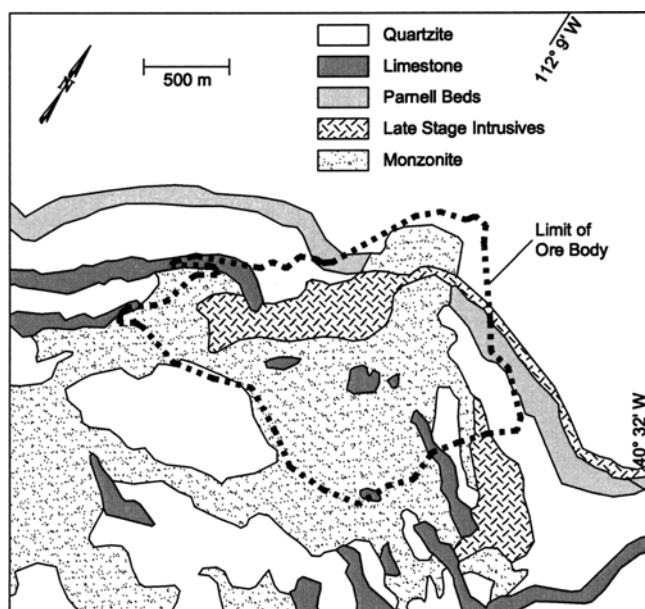 N
500 m
Quartzite
Limestone
Parnell Beds
Late Stage Intrusives
Monzonite
112° 9' W
Limit of
Ore Body
40° 32' W